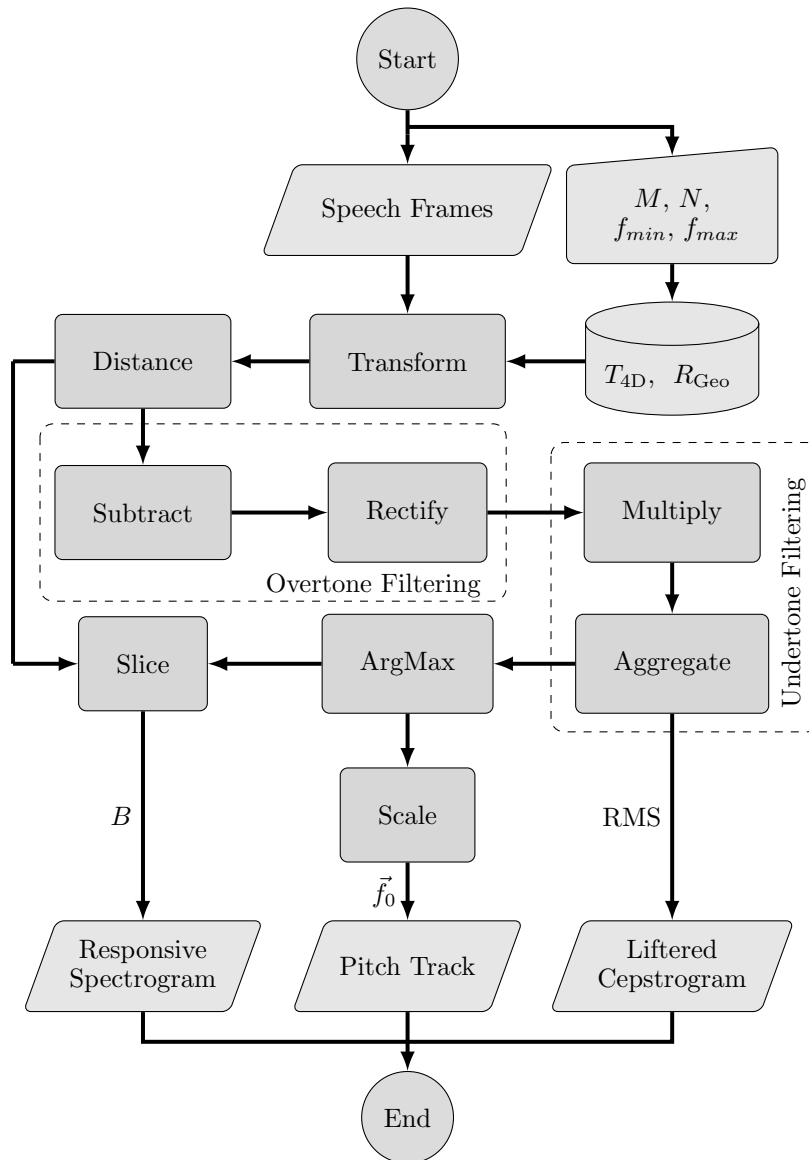 Start
Speech Frames
M, N,
f_min, f_max
Distance
Transform
T_4D, R_Geo
Subtract
Rectify
Multiply
Overtone Filtering
Undertone Filtering
Slice
ArgMax
Aggregate
Scale
B
RMS
f⃗_0
Responsive
Spectrogram
Pitch Track
Liftered
Cepstrogram
End